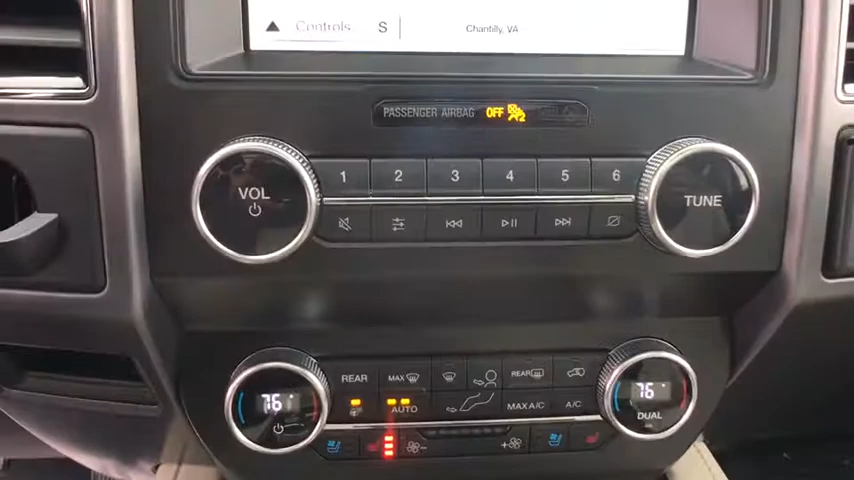 Controls S Chantilly, VA
PASSENGER AIRBAG OFF
VOL
1 2 3 4 5 6
TUNE
REAR MAX REAR
AUTO MAX A/C A/C
76
76
DUAL